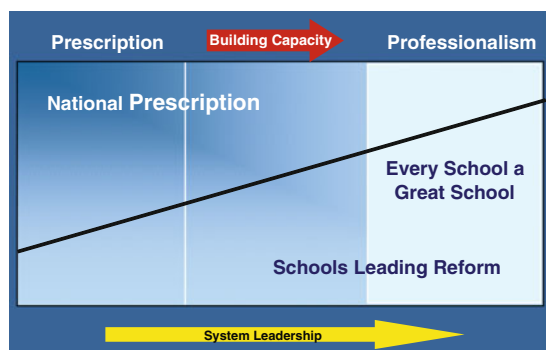 Prescription
Building Capacity
Professionalism
National Prescription
Every School a
Great School
Schools Leading Reform
System Leadership